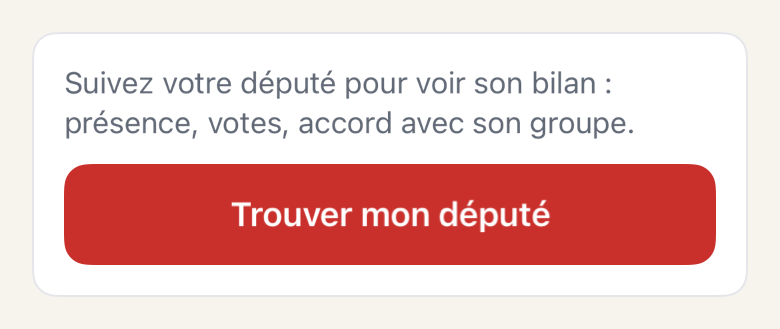 Suivez votre député pour voir son bilan :
présence, votes, accord avec son groupe.
Trouver mon député